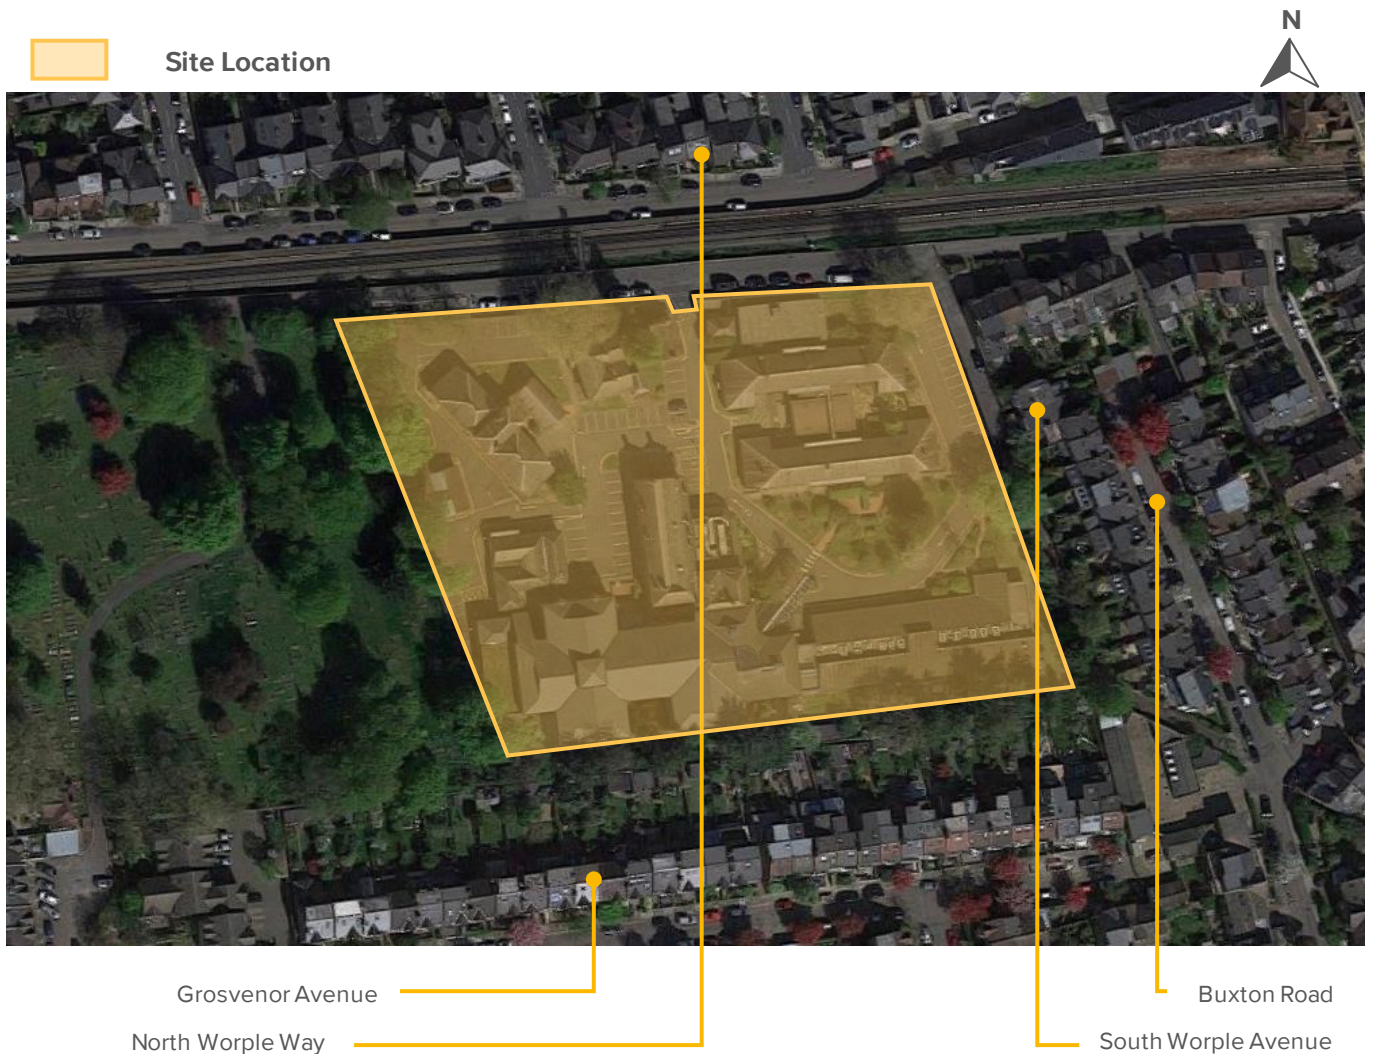 N
Site Location
Grosvenor Avenue
Buxton Road
North Worple Way
South Worple Avenue